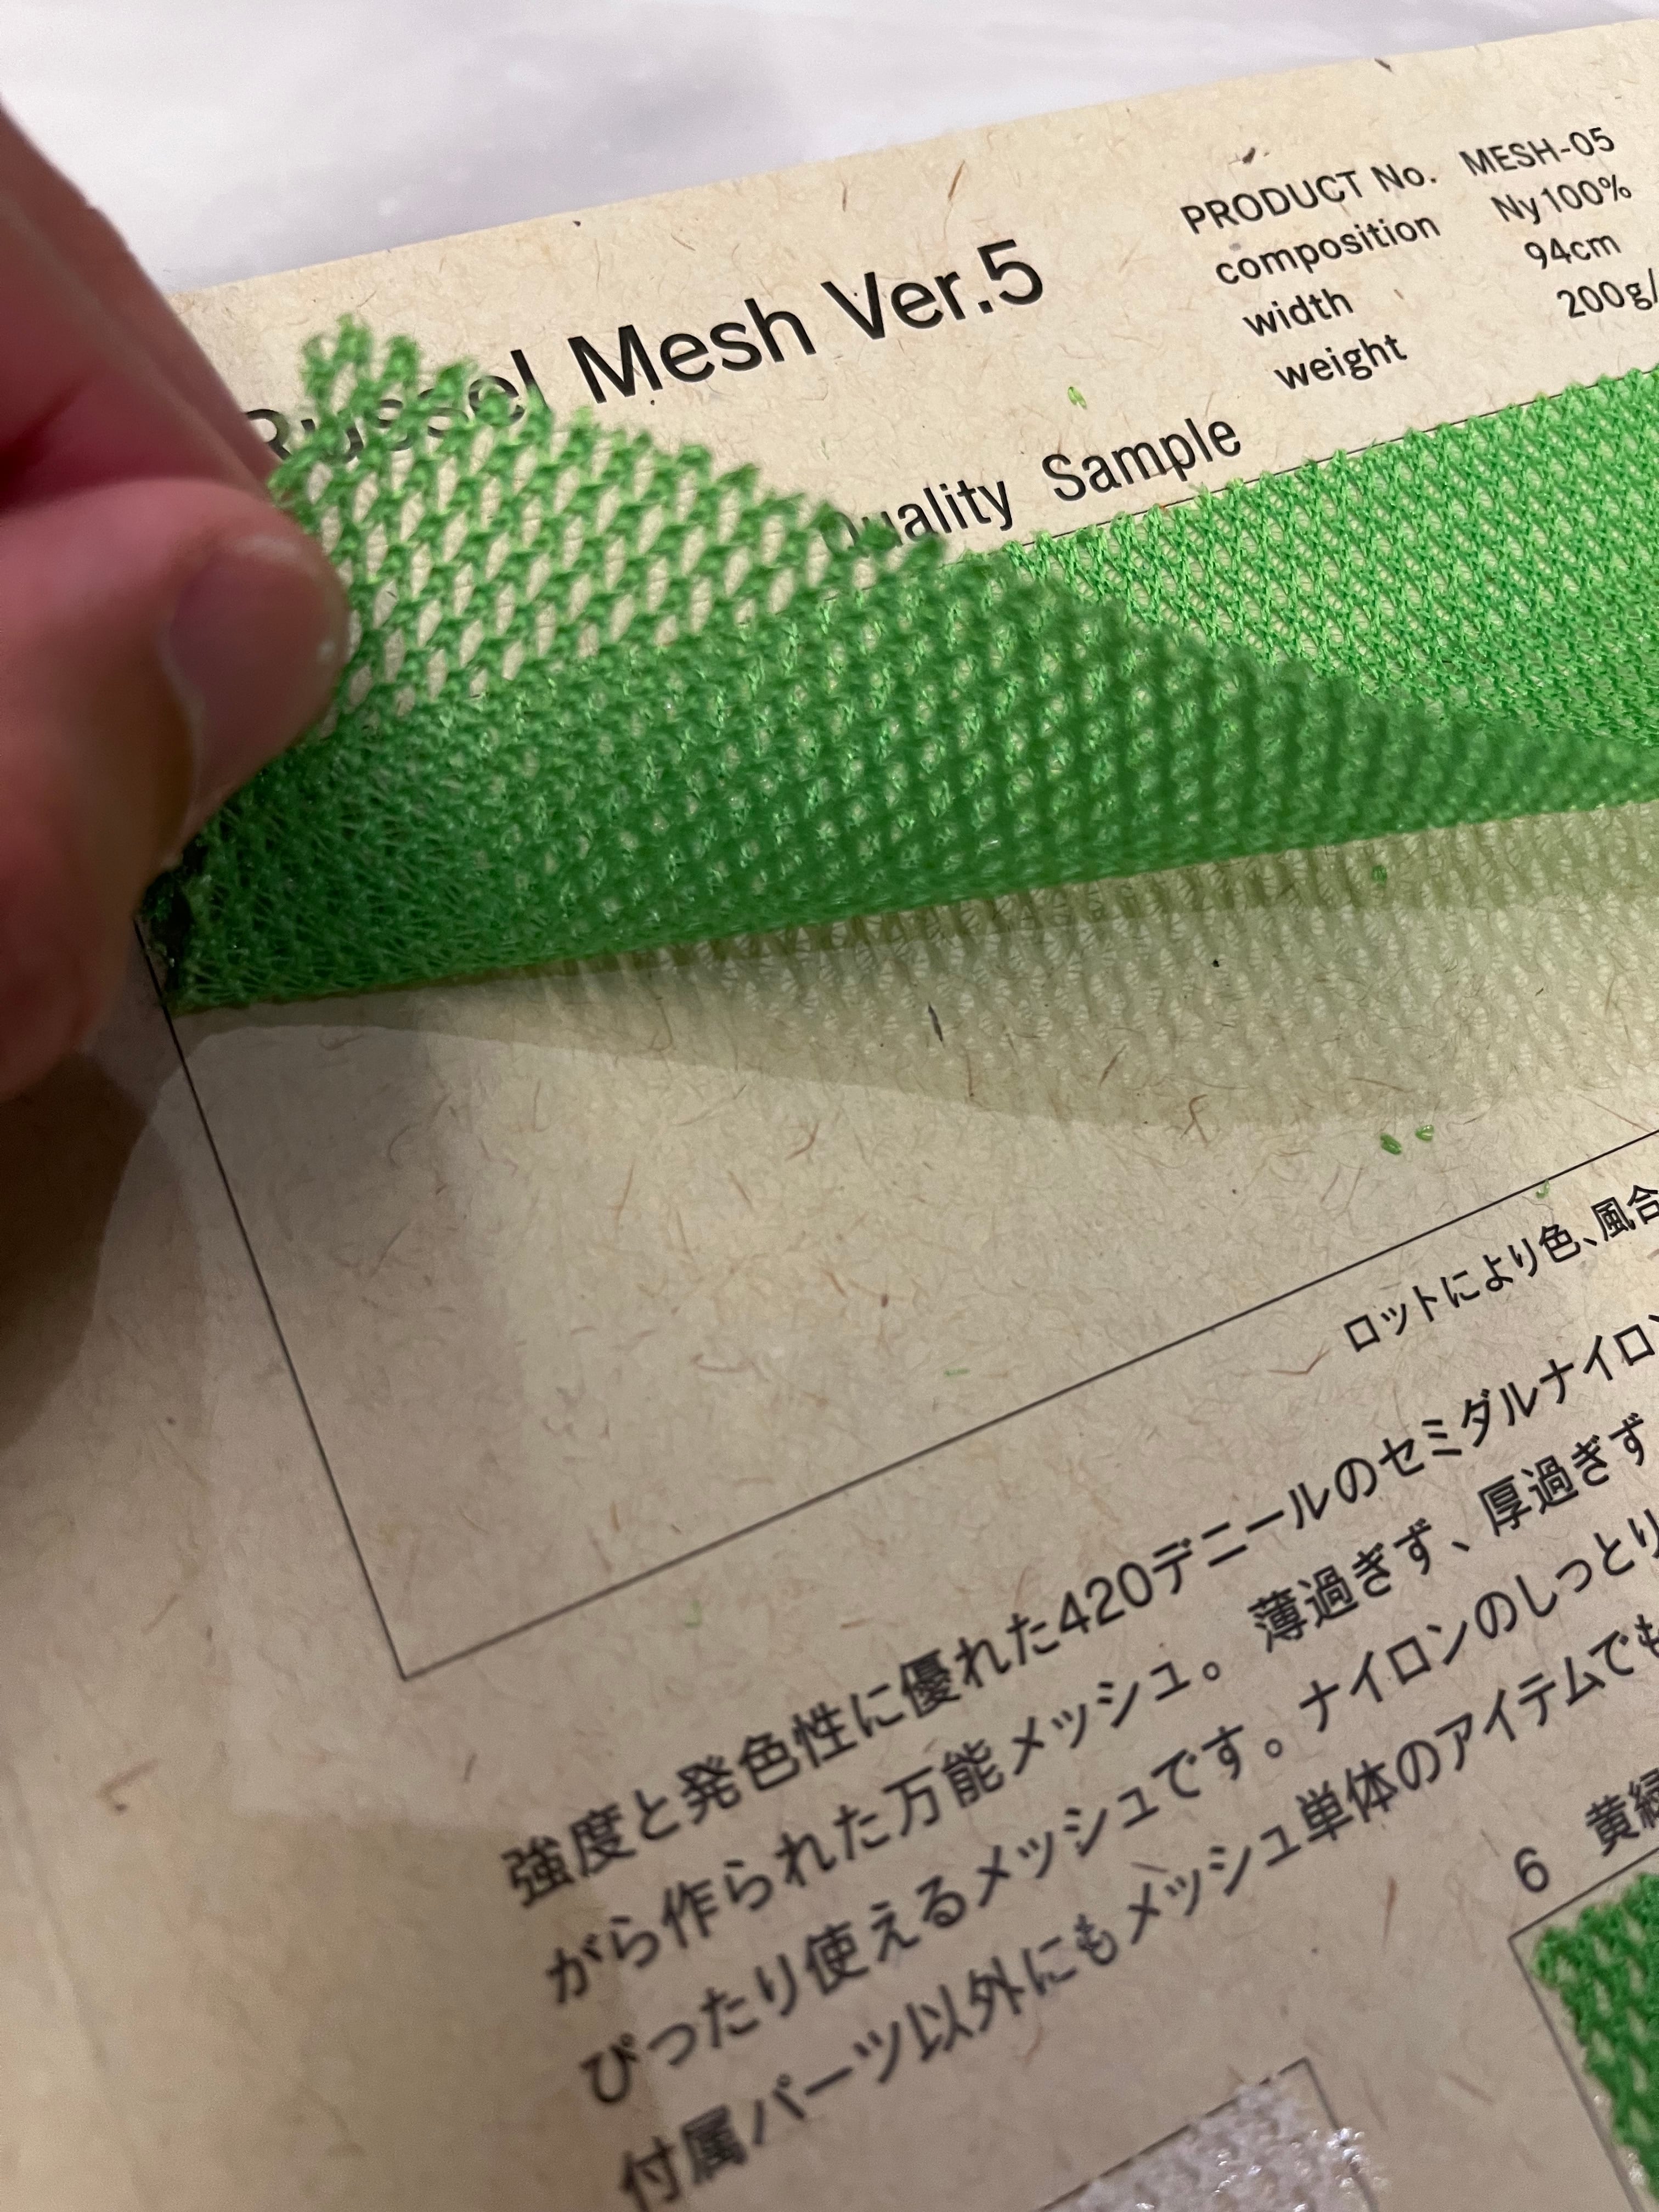 Russel Mesh Ver.5
PRODUCT No. MESH-05
composition Ny100%
width 94cm
weight 200g/
Quality Sample
ロットにより色、風合
強度と発色性に優れた420デニールのセミダルナイロン
がら作られた万能メッシュ。薄過ぎず、厚過ぎず
ぴったり使えるメッシュです。ナイロンのしっとり
付属パーツ以外にもメッシュ単体のアイテムでも
6 黄緑